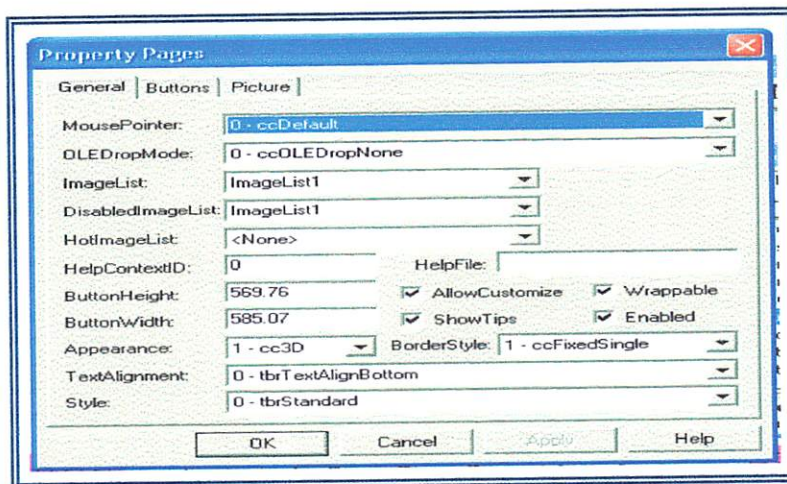 Property Pages
General Buttons Picture
MousePointer: 0 - ccDefault
OLEDropMode: 0 - ccOLEDropNone
ImageList: ImageList1
DisabledImageList: ImageList1
HotImageList: <None>
HelpContextID: 0 HelpFile:
ButtonHeight: 569.76 AllowCustomize Wrappable
ButtonWidth: 585.07 ShowTips Enabled
Appearance: 1 - cc3D BorderStyle: 1 - ccFixedSingle
TextAlignment: 0 - tbrTextAlignBottom
Style: 0 - tbrStandard
OK Cancel Apply Help